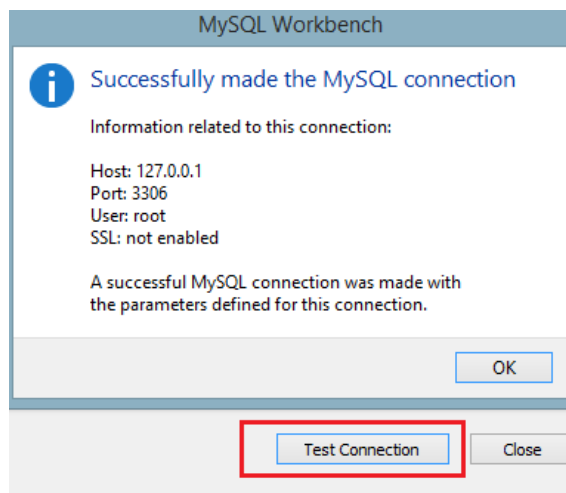 MySQL Workbench
Successfully made the MySQL connection
Information related to this connection:
Host: 127.0.0.1
Port: 3306
User: root
SSL: not enabled
A successful MySQL connection was made with
the parameters defined for this connection.
OK
Test Connection
Close